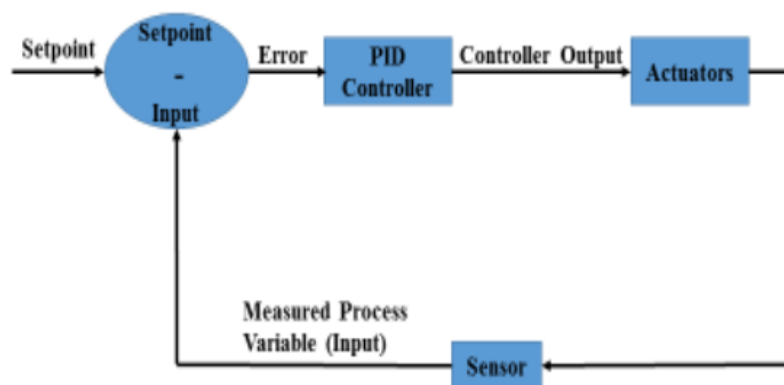 Setpoint
Setpoint
-
Input
Error
PID
Controller
Controller Output
Actuators
Measured Process
Variable (Input)
Sensor